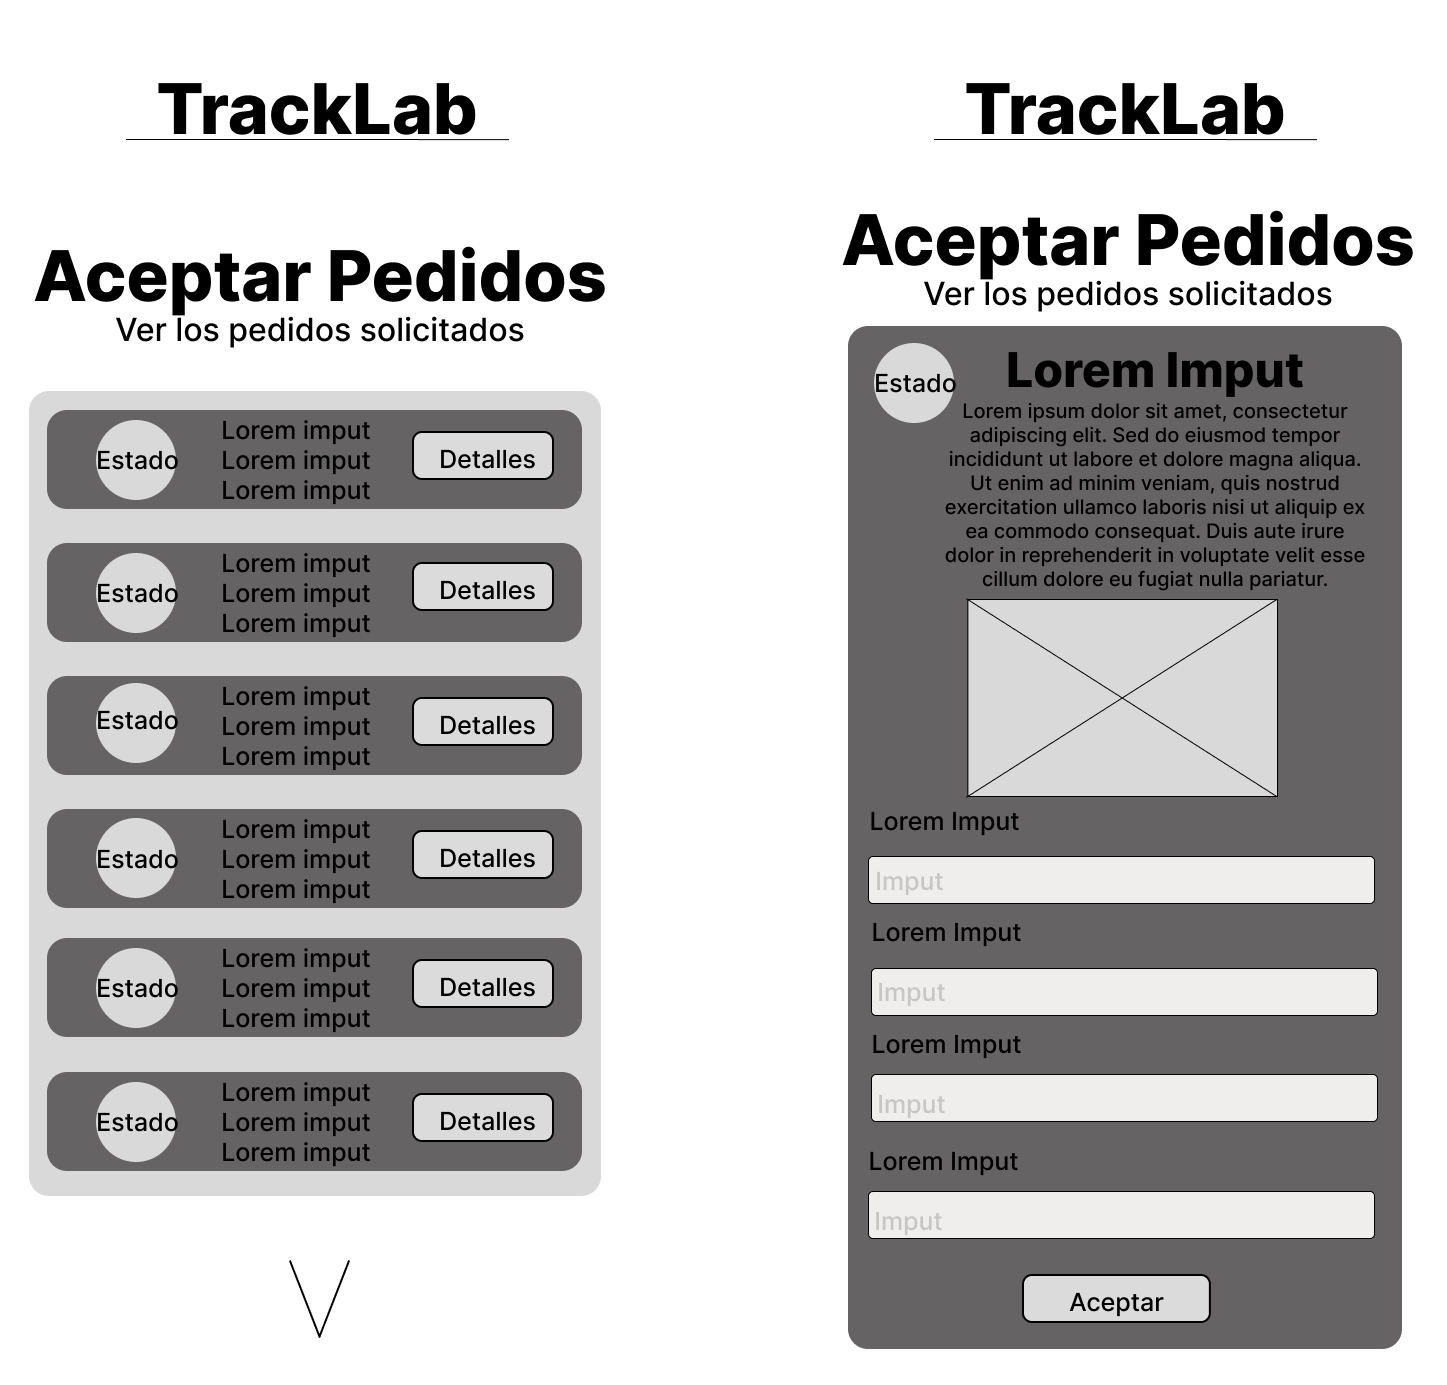 TrackLab
Aceptar Pedidos
Ver los pedidos solicitados
Estado
Lorem imput
Lorem imput
Lorem imput
Detalles
Estado
Lorem imput
Lorem imput
Lorem imput
Detalles
Estado
Lorem imput
Lorem imput
Lorem imput
Detalles
Estado
Lorem imput
Lorem imput
Lorem imput
Detalles
Estado
Lorem imput
Lorem imput
Lorem imput
Detalles
Estado
Lorem imput
Lorem imput
Lorem imput
Detalles
TrackLab
Aceptar Pedidos
Ver los pedidos solicitados
Estado
Lorem Imput
Lorem ipsum dolor sit amet, consectetur
adipiscing elit. Sed do eiusmod tempor
incididunt ut labore et dolore magna aliqua.
Ut enim ad minim veniam, quis nostrud
exercitation ullamco laboris nisi ut aliquip ex
ea commodo consequat. Duis aute irure
dolor in reprehenderit in voluptate velit esse
cillum dolore eu fugiat nulla pariatur.
Lorem Imput
Imput
Lorem Imput
Imput
Lorem Imput
Imput
Lorem Imput
Imput
Aceptar